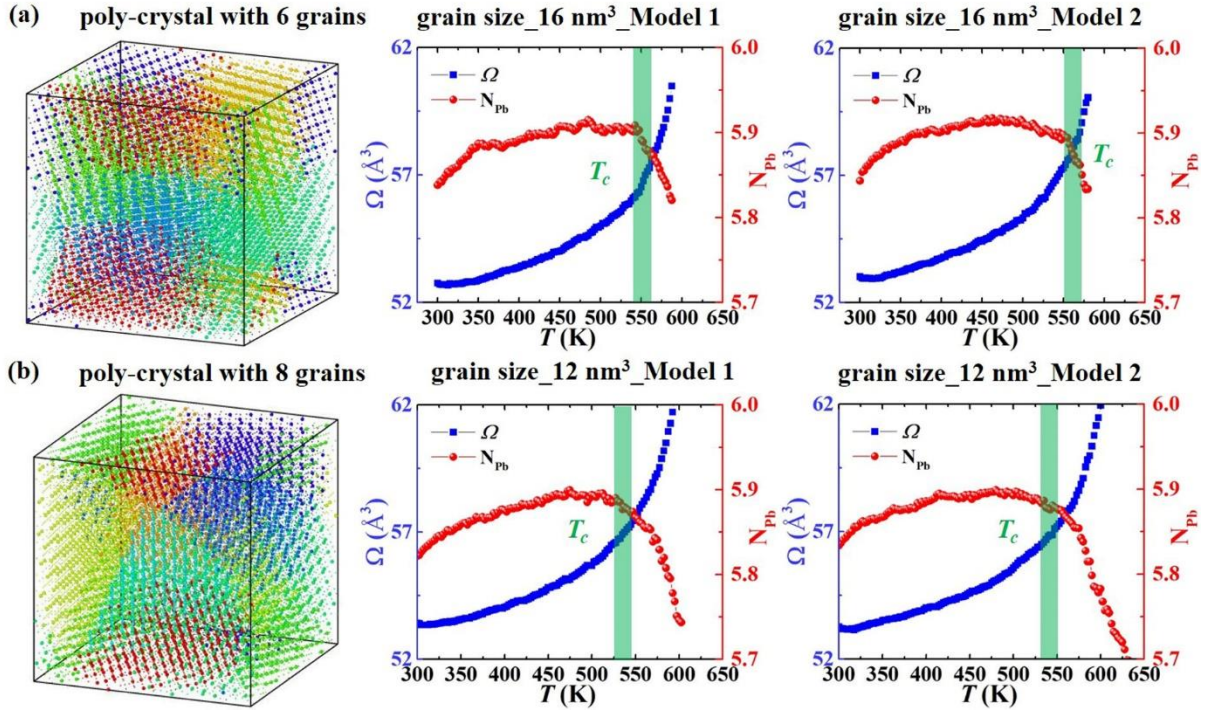 (a) poly-crystal with 6 grains
grain size_16 nm³_Model 1
grain size_16 nm³_Model 2
62
57
52
Ω (Å³)
Ω
N_Pb
T_c
6.0
5.9
5.8
5.7
N_Pb
300 350 400 450 500 550 600 650
T (K)
62
57
52
Ω (Å³)
Ω
N_Pb
T_c
6.0
5.9
5.8
5.7
N_Pb
300 350 400 450 500 550 600 650
T (K)
(b) poly-crystal with 8 grains
grain size_12 nm³_Model 1
grain size_12 nm³_Model 2
62
57
52
Ω (Å³)
Ω
N_Pb
T_c
6.0
5.9
5.8
5.7
N_Pb
300 350 400 450 500 550 600 650
T (K)
62
57
52
Ω (Å³)
Ω
N_Pb
T_c
6.0
5.9
5.8
5.7
N_Pb
300 350 400 450 500 550 600 650
T (K)